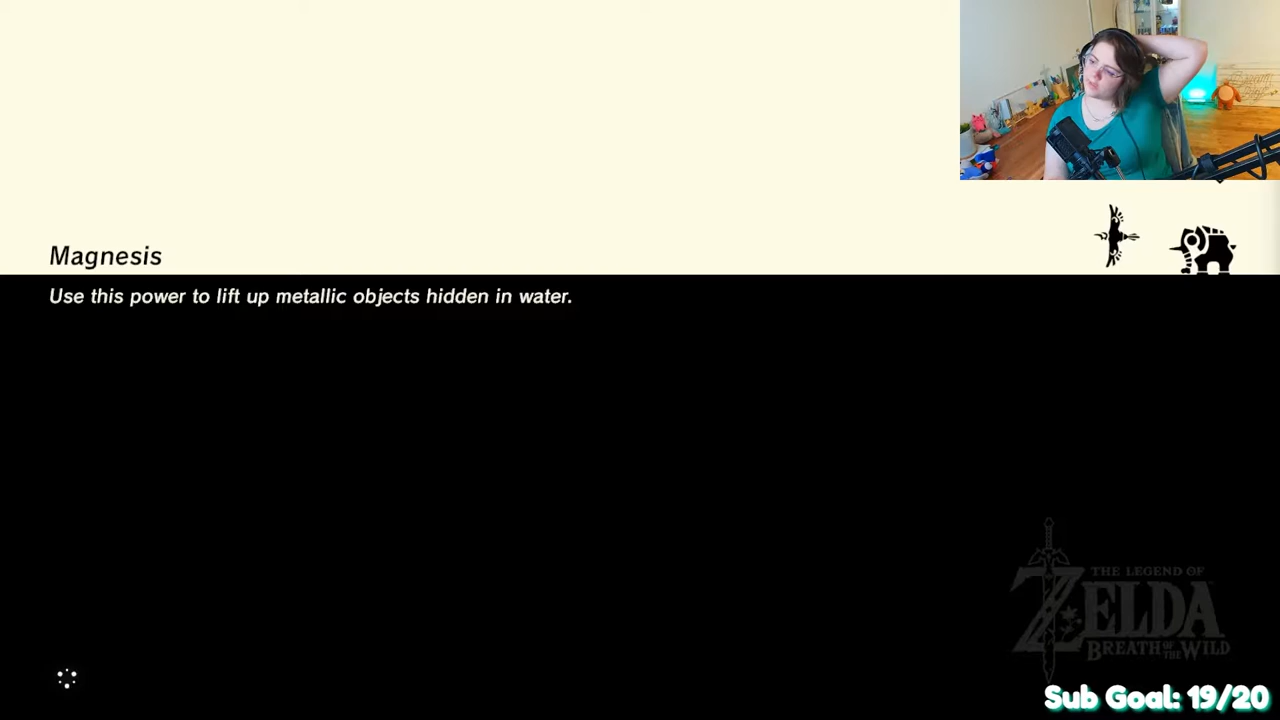 Magnesis
Use this power to lift up metallic objects hidden in water.
THE LEGEND OF
ZELDA
BREATH OF THE WILD
Sub Goal: 19/20